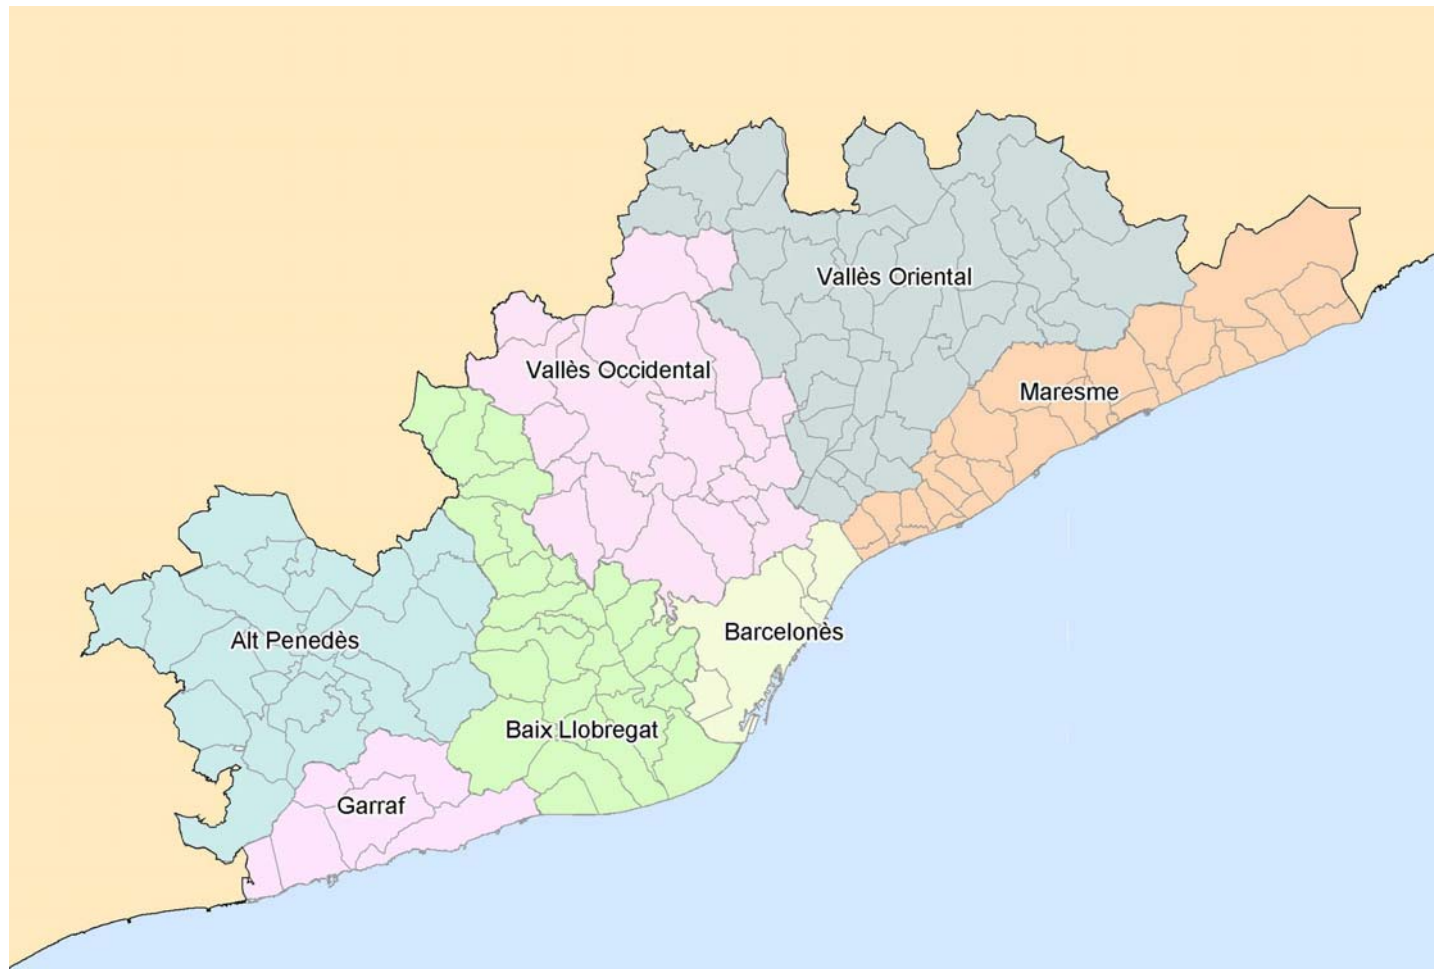 Vallès Oriental
Vallès Occidental
Maresme
Barcelonès
Alt Penedès
Baix Llobregat
Garraf